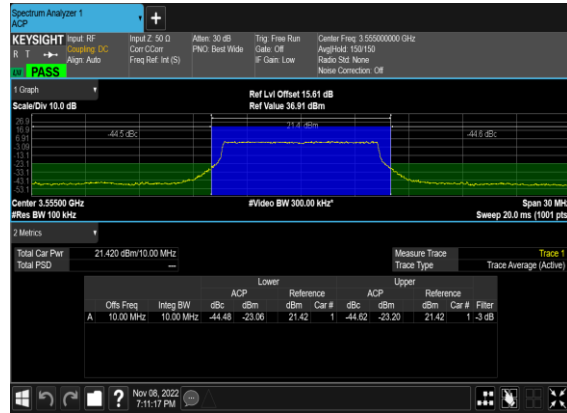 Spectrum Analyzer 1
ACP
+
KEYSIGHT Input: RF Input Z: 50 Ω Atten: 30 dB Trig: Free Run Center Freq: 3.555000000 GHz
R T Coupling: DC Corr CCorr PNO: Best Wide Gate: Off Avg|Hold: 150/150
Align: Auto Freq Ref: Int (S) IF Gain: Low Radio Std: None
PASS Noise Correction: Off
1 Graph Ref Lvl Offset 15.61 dB
Scale/Div 10.0 dB Ref Value 36.91 dBm
26.9
16.9 21.4 dBm
6.91 -44.5 dBc -44.6 dBc
-3.09
-13.1
-23.1
-33.1
-43.1
-53.1
Center 3.55500 GHz #Video BW 300.00 kHz* Span 30 MHz
#Res BW 100 kHz Sweep 20.0 ms (1001 pts)
2 Metrics
Total Car Pwr 21.420 dBm/10.00 MHz Measure Trace Trace 1
Total PSD --- Trace Type Trace Average (Active)
Lower Upper
ACP Reference ACP Reference
Offs Freq Integ BW dBc dBm dBm Car # dBc dBm dBm Car # Filter
A 10.00 MHz 10.00 MHz -44.48 -23.06 21.42 1 -44.62 -23.20 21.42 1 -3 dB
? Nov 08, 2022
7:11:17 PM